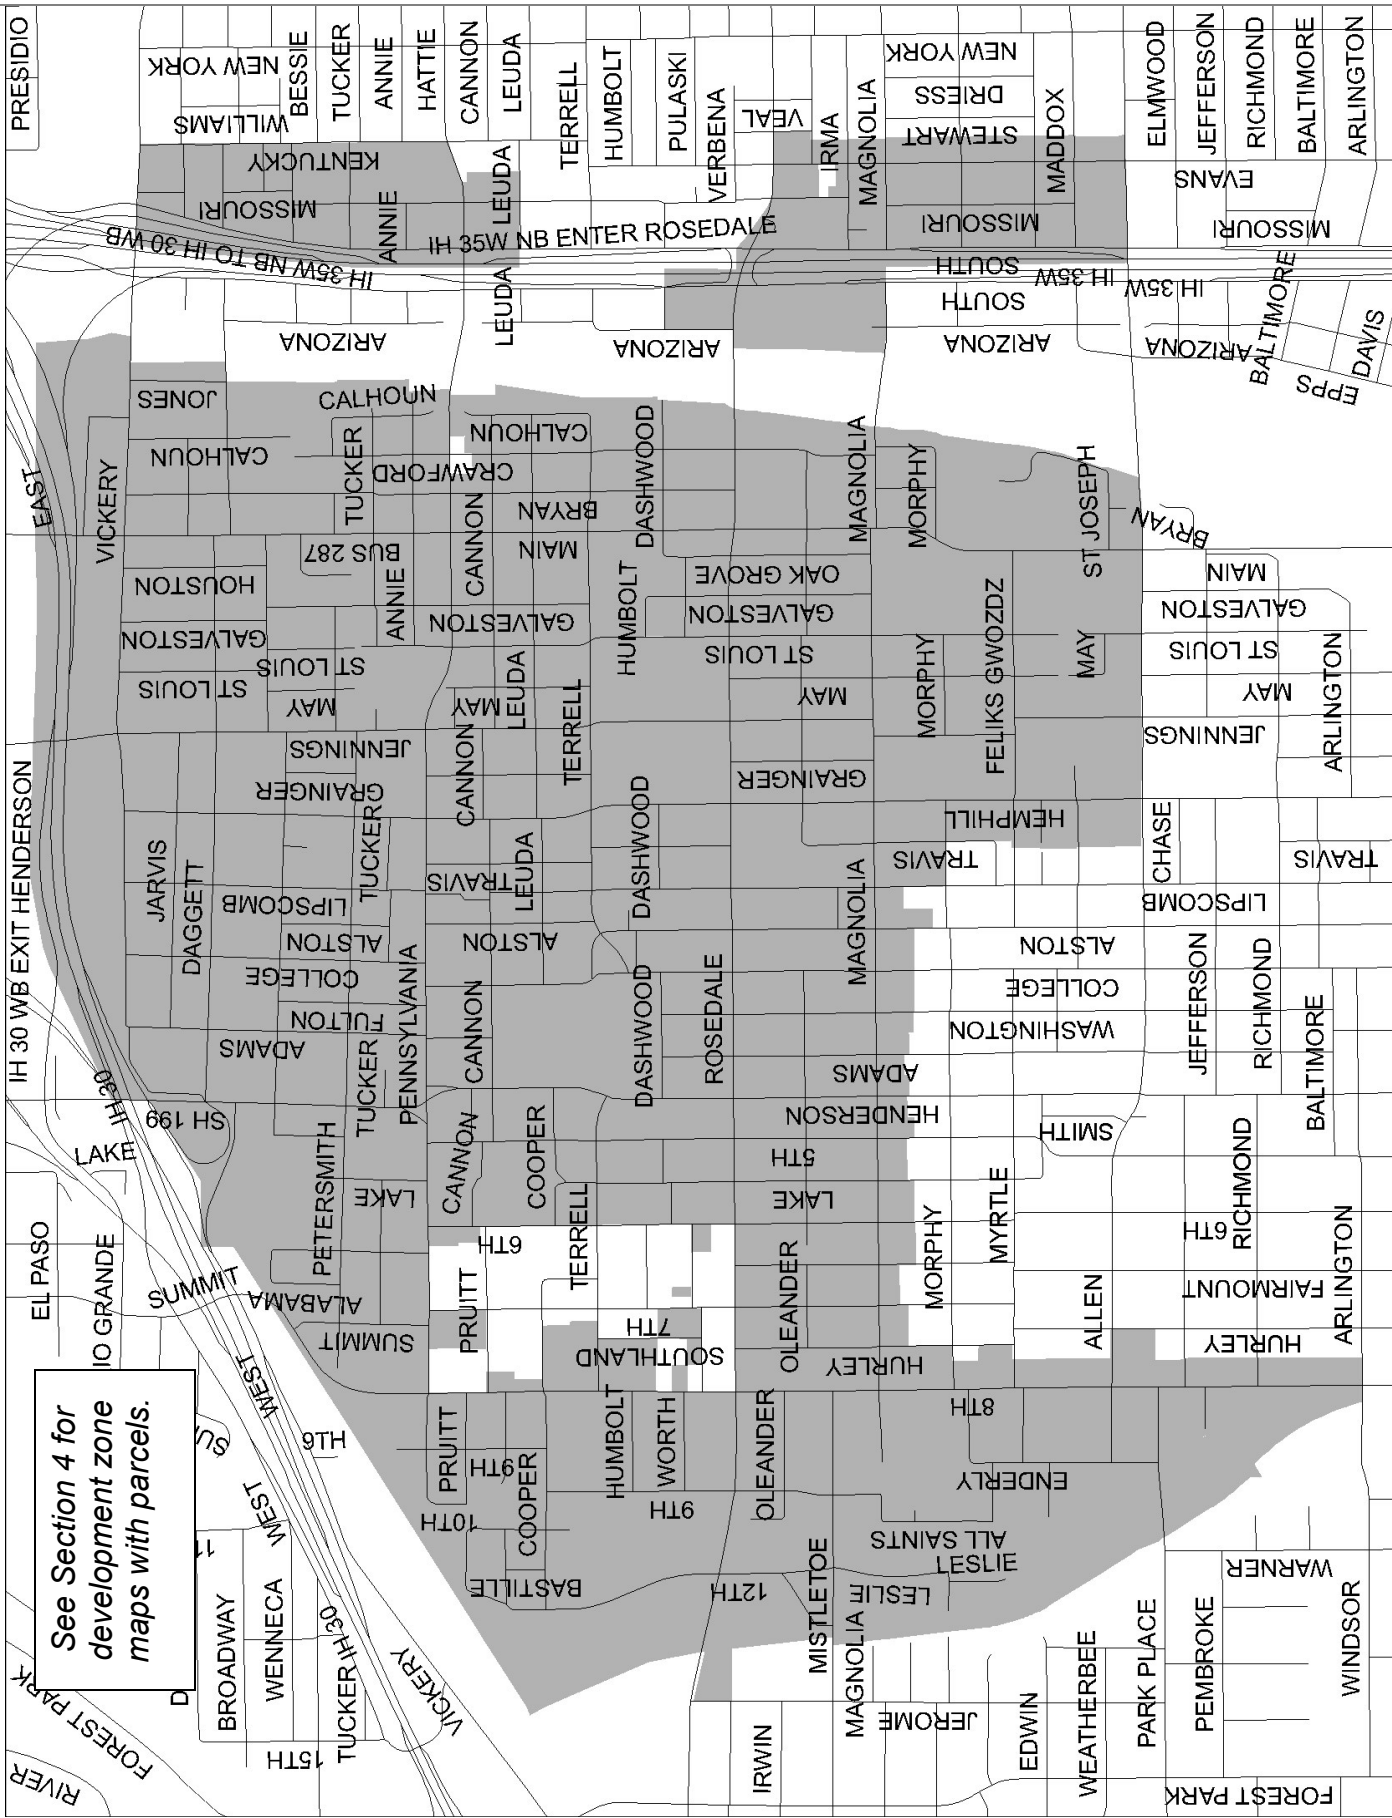 PRESIDIO
NEW YORK
WILLIAMS
BESSIE
TUCKER
ANNIE
HATTIE
CANNON
LEUDA
TERRELL
HUMBOLT
PULASKI
VERBENA
VEAL
IRMA
MAGNOLIA
NEW YORK
DRIESS
STEWART
MADDOX
ELMWOOD
JEFFERSON
RICHMOND
BALTIMORE
ARLINGTON
KENTUCKY
MISSOURI
ANNIE
LEUDA
EVANS
MISSOURI
MISSOURI
IH 35W NB ENTER ROSEDALE
IH 35W NB TO IH 30 WB
LEUDA
SOUTH
IH 35W
IH 35W
SOUTH
ARIZONA
ARIZONA
ARIZONA
ARIZONA
ARIZONA
BALTIMORE
DAVIS
EPPS
JONES
CALHOUN
CALHOUN
CALHOUN
EAST
VICKERY
TUCKER
CRAWFORD
CANNON
BRYAN
DASHWOOD
MAGNOLIA
MORPHY
ST JOSEPH
BRYAN
BRYAN
BUS 287
MAIN
MAIN
HOUSTON
ANNIE
HUMBOLT
OAK GROVE
FELIKS GWOZDZ
GALVESTON
GALVESTON
GALVESTON
GALVESTON
ST LOUIS
ST LOUIS
ST LOUIS
ST LOUIS
MAY
MAY
LEUDA
TERRELL
MAY
MORPHY
MAY
MAY
ARLINGTON
JENNINGS
JENNINGS
CANNON
GRAINGER
GRAINGER
IH 30 WB EXIT HENDERSON
JARVIS
DAGGETT
TUCKER
TRAVIS
LEUDA
DASHWOOD
MAGNOLIA
HEMPHILL
TRAVIS
CHASE
TRAVIS
LIPSCOMB
LIPSCOMB
ALSTON
ALSTON
ALSTON
COLLEGE
COLLEGE
PENNSYLVANIA
CANNON
DASHWOOD
ROSEDALE
JEFFERSON
RICHMOND
BALTIMORE
FULTON
WASHINGTON
ADAMS
ADAMS
TUCKER
IH 30
SH 199
HENDERSON
SMITH
LAKE
PETERSMITH
CANNON
COOPER
5TH
RICHMOND
LAKE
LAKE
TERRELL
MORPHY
MYRTLE
6TH
6TH
EL PASO
IO GRANDE
SUMMIT
ALABAMA
PRUITT
OLEANDER
ALLEN
FAIRMOUNT
ARLINGTON
SUMMIT
7TH
SOUTHLAND
HURLEY
HURLEY
See Section 4 for
development zone
maps with parcels.
WEST
SU
9TH
PRUITT
9TH
COOPER
HUMBOLT
WORTH
OLEANDER
8TH
ENDERLY
WEST
10TH
9TH
ALL SAINTS
11
BASTILLE
12TH
MISTLETOE
LESLIE
LESLIE
WARNER
D
BROADWAY
WENNECA
TUCKER
IH 30
VICKERY
MAGNOLIA
WINDSOR
FOREST PARK
RIVER
15TH
IRWIN
JEROME
EDWIN
WEATHERBEE
PARK PLACE
PEMBROKE
FOREST PARK